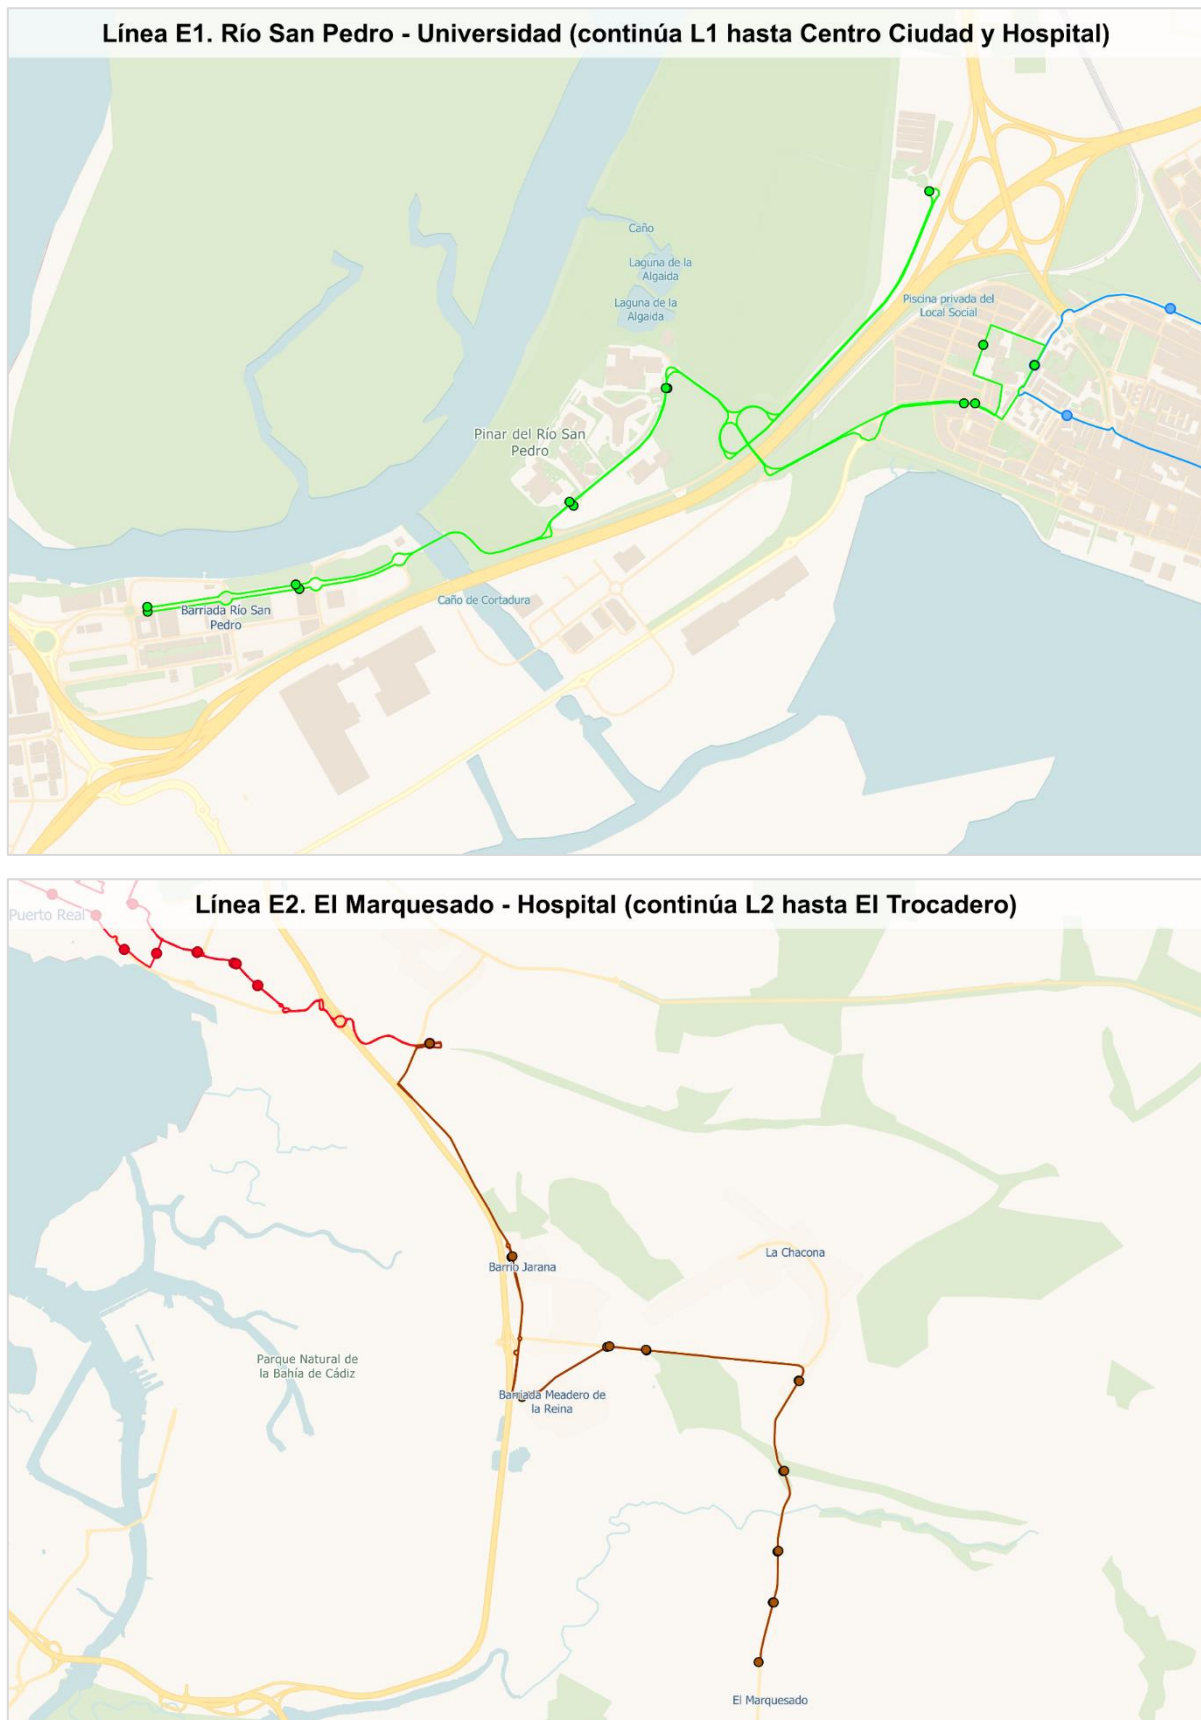 Línea E1. Río San Pedro - Universidad (continúa L1 hasta Centro Ciudad y Hospital)
Caño
Laguna de la
Algaida
Laguna de la
Algaida
Piscina privada del
Local Social
Pinar del Río San
Pedro
Caño de Cortadura
Barriada Río San
Pedro
Línea E2. El Marquesado - Hospital (continúa L2 hasta El Trocadero)
Puerto Real
La Chacona
Barrio Jarana
Parque Natural de
la Bahía de Cádiz
Barriada Meadero de
la Reina
El Marquesado